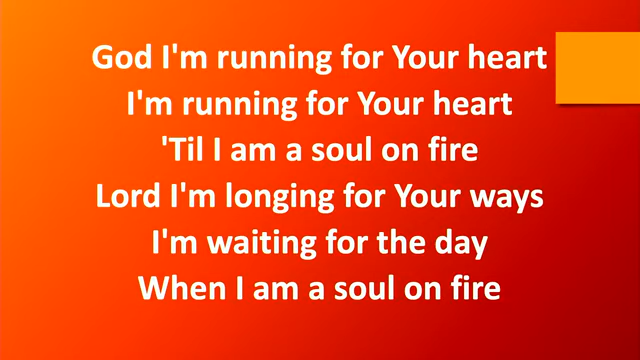 God I'm running for Your heart
I'm running for Your heart
'Til I am a soul on fire
Lord I'm longing for Your ways
I'm waiting for the day
When I am a soul on fire